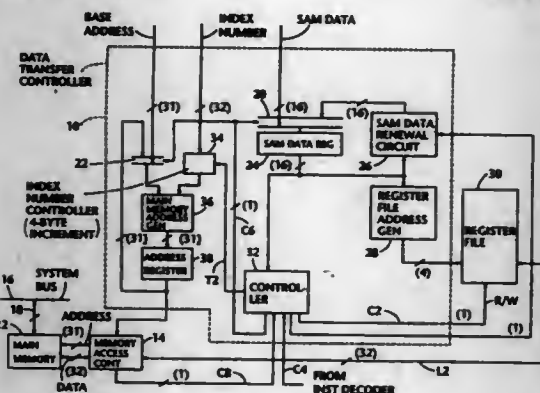 BASE
ADDRESS
INDEX
NUMBER
SAM DATA
DATA
TRANSFER
CONTROLLER
10
(31)
(32)
(16)
20
(16)
34
SAM DATA REG
24
SAM DATA
RENEWAL
CIRCUIT
26
22
(16)
30
INDEX
NUMBER
CONTROLLER
(4-BYTE
INCREMENT)
MAIN
MEMORY
ADDRESS
GEN
36
(1)
C6
REGISTER
FILE
ADDRESS
GEN
28
REGISTER
FILE
(31)
(31)
38
32
ADDRESS
REGISTER
T2
CONTROL
LER
(4)
R/W
16
SYSTEM
BUS
18
C2
(1)
(1)
12
ADDRESS
(31)
14
MAIN
MEMORY
MEMORY
ACCESS
CONT
(32)
(32)
DATA
(1)
C8
C4
L2
FROM
INST DECODER